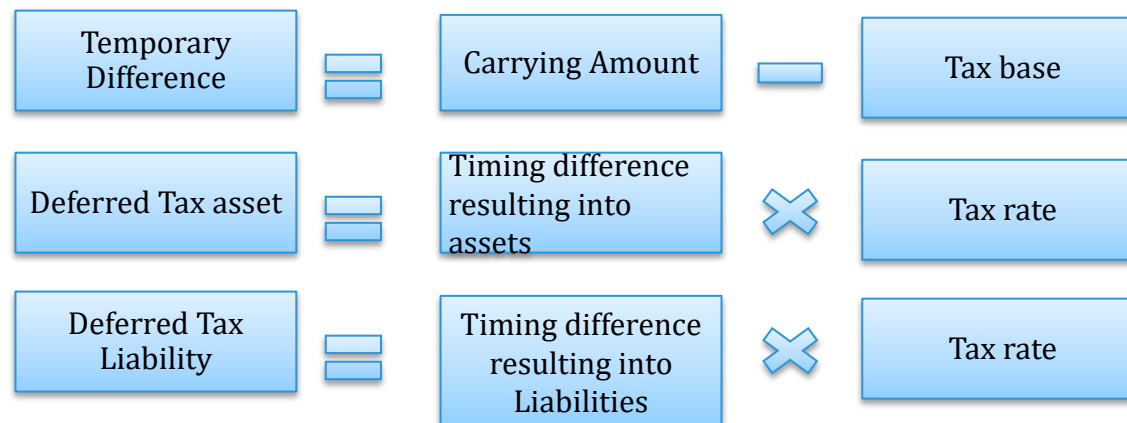 Temporary
Difference
Carrying Amount
Tax base
Deferred Tax asset
Timing difference
resulting into
assets
Tax rate
Deferred Tax
Liability
Timing difference
resulting into
Liabilities
Tax rate